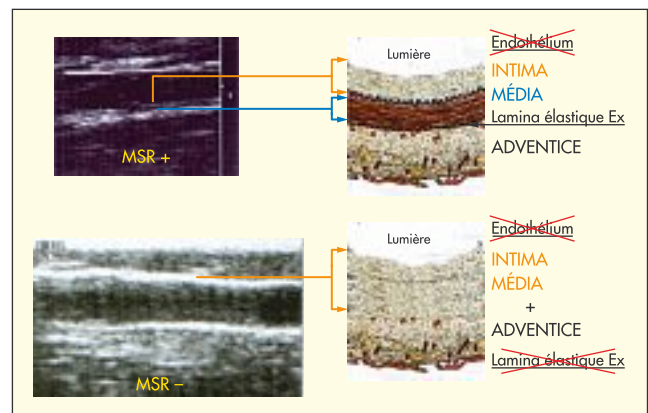 Lumière
Endothélium
INTIMA
MÉDIA
Lamina élastique Ex
ADVENTICE
MSR +
Lumière
Endothélium
INTIMA
MÉDIA
+
ADVENTICE
Lamina élastique Ex
MSR –